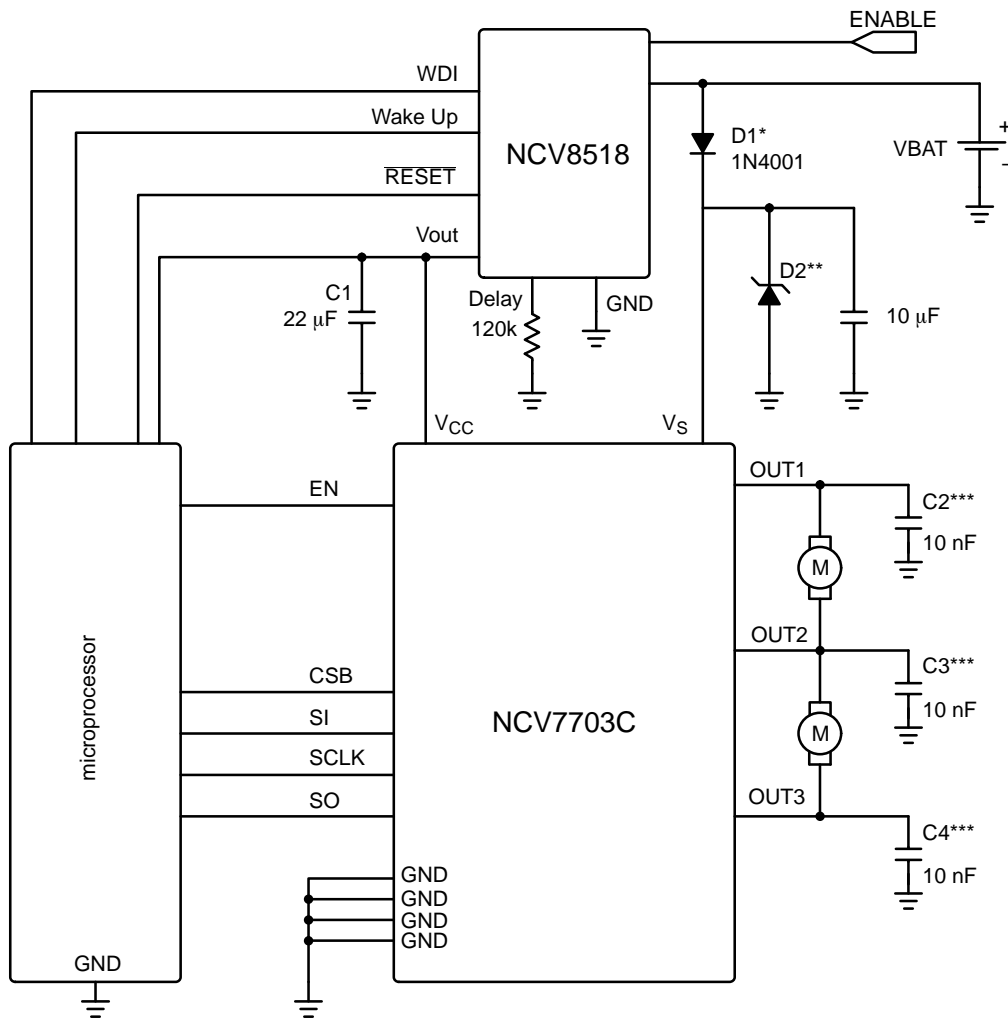 ENABLE
WDI
Wake Up
RESET
Vout
NCV8518
D1*
1N4001
VBAT
+
−
C1
22 μF
Delay
120k
GND
D2**
10 μF
VCC
VS
microprocessor
EN
CSB
SI
SCLK
SO
GND
GND
GND
GND
GND
NCV7703C
OUT1
C2***
10 nF
M
OUT2
C3***
10 nF
M
OUT3
C4***
10 nF